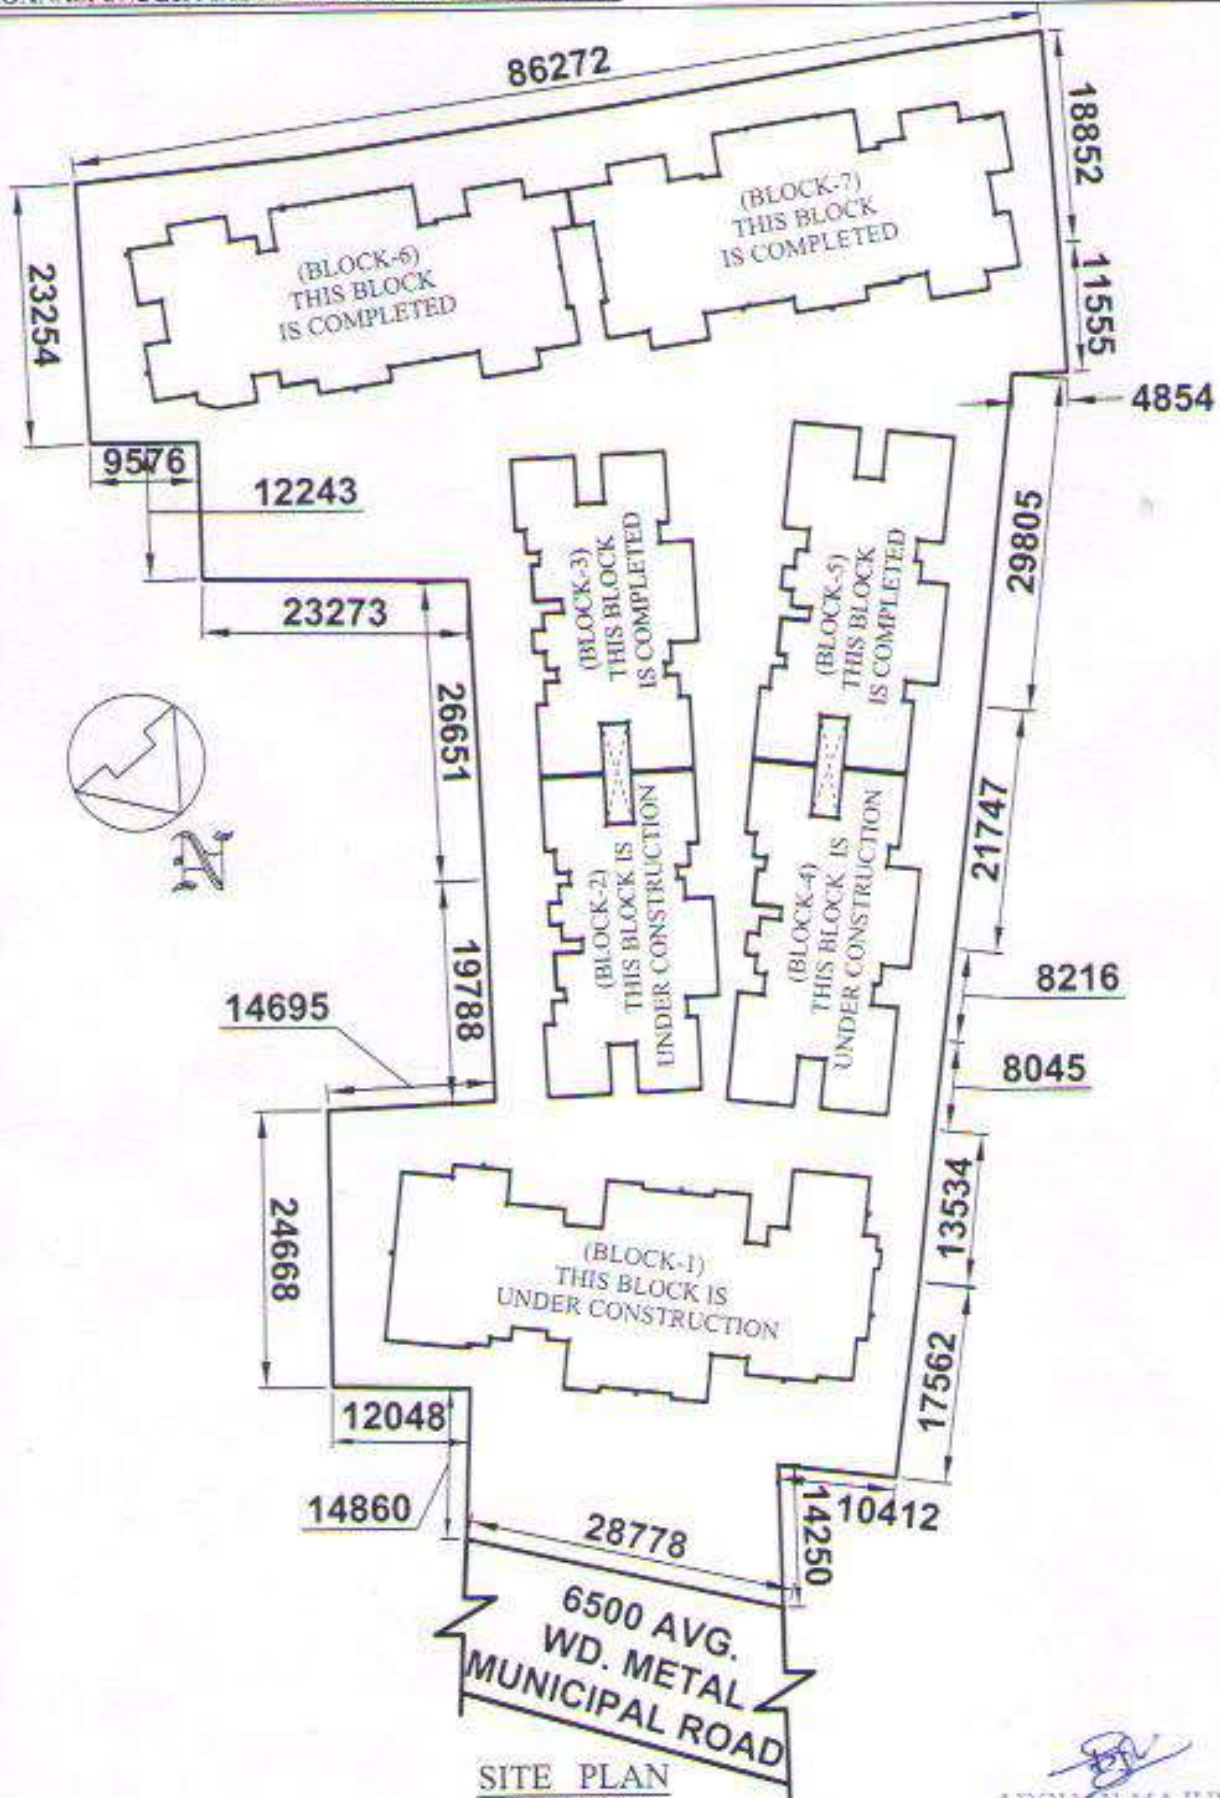 86272
18852
(BLOCK-7)
THIS BLOCK
IS COMPLETED
(BLOCK-6)
THIS BLOCK
IS COMPLETED
23254
11555
4854
9576
12243
23273
29805
(BLOCK-3)
THIS BLOCK
IS COMPLETED
(BLOCK-5)
THIS BLOCK
IS COMPLETED
26651
21747
N
(BLOCK-2)
THIS BLOCK IS
UNDER CONSTRUCTION
(BLOCK-4)
THIS BLOCK IS
UNDER CONSTRUCTION
19788
8216
14695
8045
13534
24668
(BLOCK-1)
THIS BLOCK IS
UNDER CONSTRUCTION
17562
12048
14860
28778
14250
10412
6500 AVG.
WD. METAL
MUNICIPAL ROAD
SITE PLAN